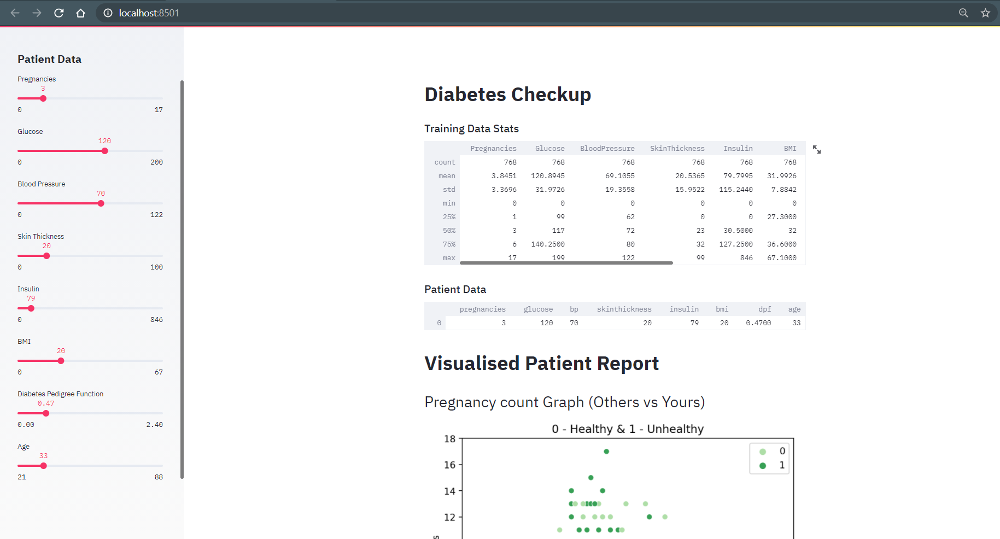 localhost:8501
Patient Data
Pregnancies
3
0 17
Glucose
120
0 200
Blood Pressure
70
0 122
Skin Thickness
20
0 100
Insulin
79
0 846
BMI
20
0 67
Diabetes Pedigree Function
0.47
0.00 2.40
Age
33
21 88
Diabetes Checkup
Training Data Stats
Pregnancies Glucose BloodPressure SkinThickness Insulin BMI
count 768 768 768 768 768 768
mean 3.8451 120.8945 69.1055 20.5365 79.7995 31.9926
std 3.3696 31.9726 19.3558 15.9522 115.2440 7.8842
min 0 0 0 0 0 0
25% 1 99 62 0 0 27.3000
50% 3 117 72 23 30.5000 32
75% 6 140.2500 80 32 127.2500 36.6000
max 17 199 122 99 846 67.1000
Patient Data
pregnancies glucose bp skinthickness insulin bmi dpf age
0 3 120 70 20 79 20 0.4700 33
Visualised Patient Report
Pregnancy count Graph (Others vs Yours)
0 - Healthy & 1 - Unhealthy
18
16
14
12
0
1